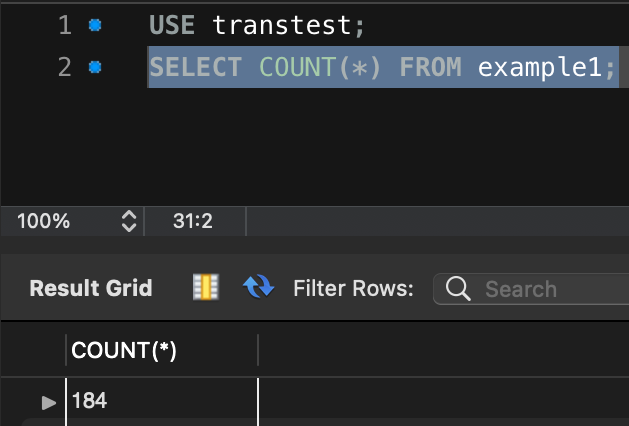 1 USE transtest;
2 SELECT COUNT(*) FROM example1;
100% 31:2
Result Grid Filter Rows: Search
COUNT(*)
184